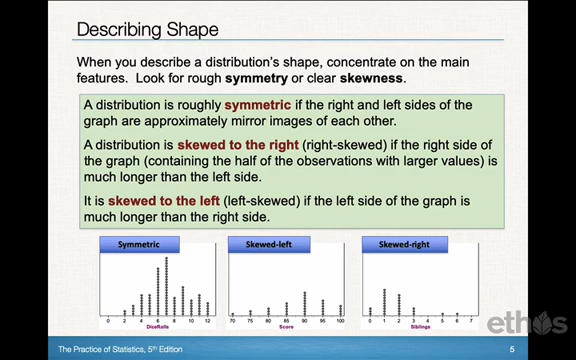 Describing Shape
When you describe a distribution's shape, concentrate on the main
features. Look for rough symmetry or clear skewness.
A distribution is roughly symmetric if the right and left sides of the
graph are approximately mirror images of each other.
A distribution is skewed to the right (right-skewed) if the right side of
the graph (containing the half of the observations with larger values) is
much longer than the left side.
It is skewed to the left (left-skewed) if the left side of the graph is
much longer than the right side.
Symmetric
Skewed-left
Skewed-right
0 2 4 6 8 10 12
DiceRolls
70 75 80 85 90 95 100
Score
0 1 2 3 4 5 6 7
Siblings
ethos
The Practice of Statistics, 5th Edition
5